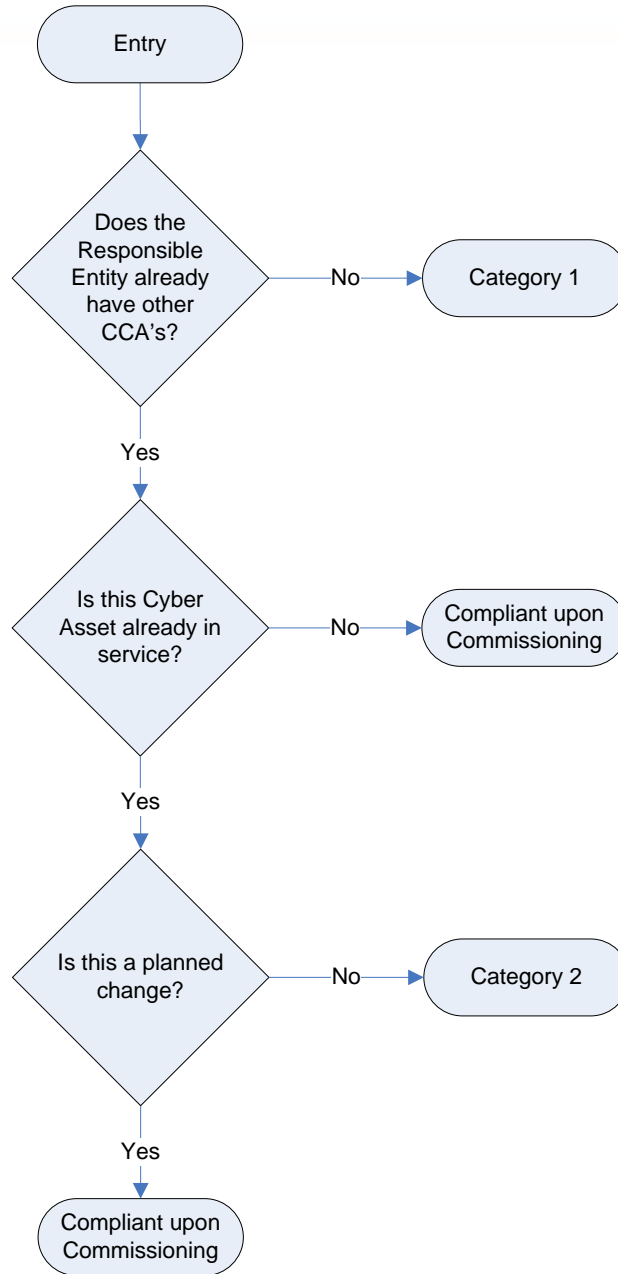 Entry
Does the
Responsible
Entity already
have other
CCA's?
No
Category 1
Yes
Is this Cyber
Asset already in
service?
No
Compliant upon
Commissioning
Yes
Is this a planned
change?
No
Category 2
Yes
Compliant upon
Commissioning